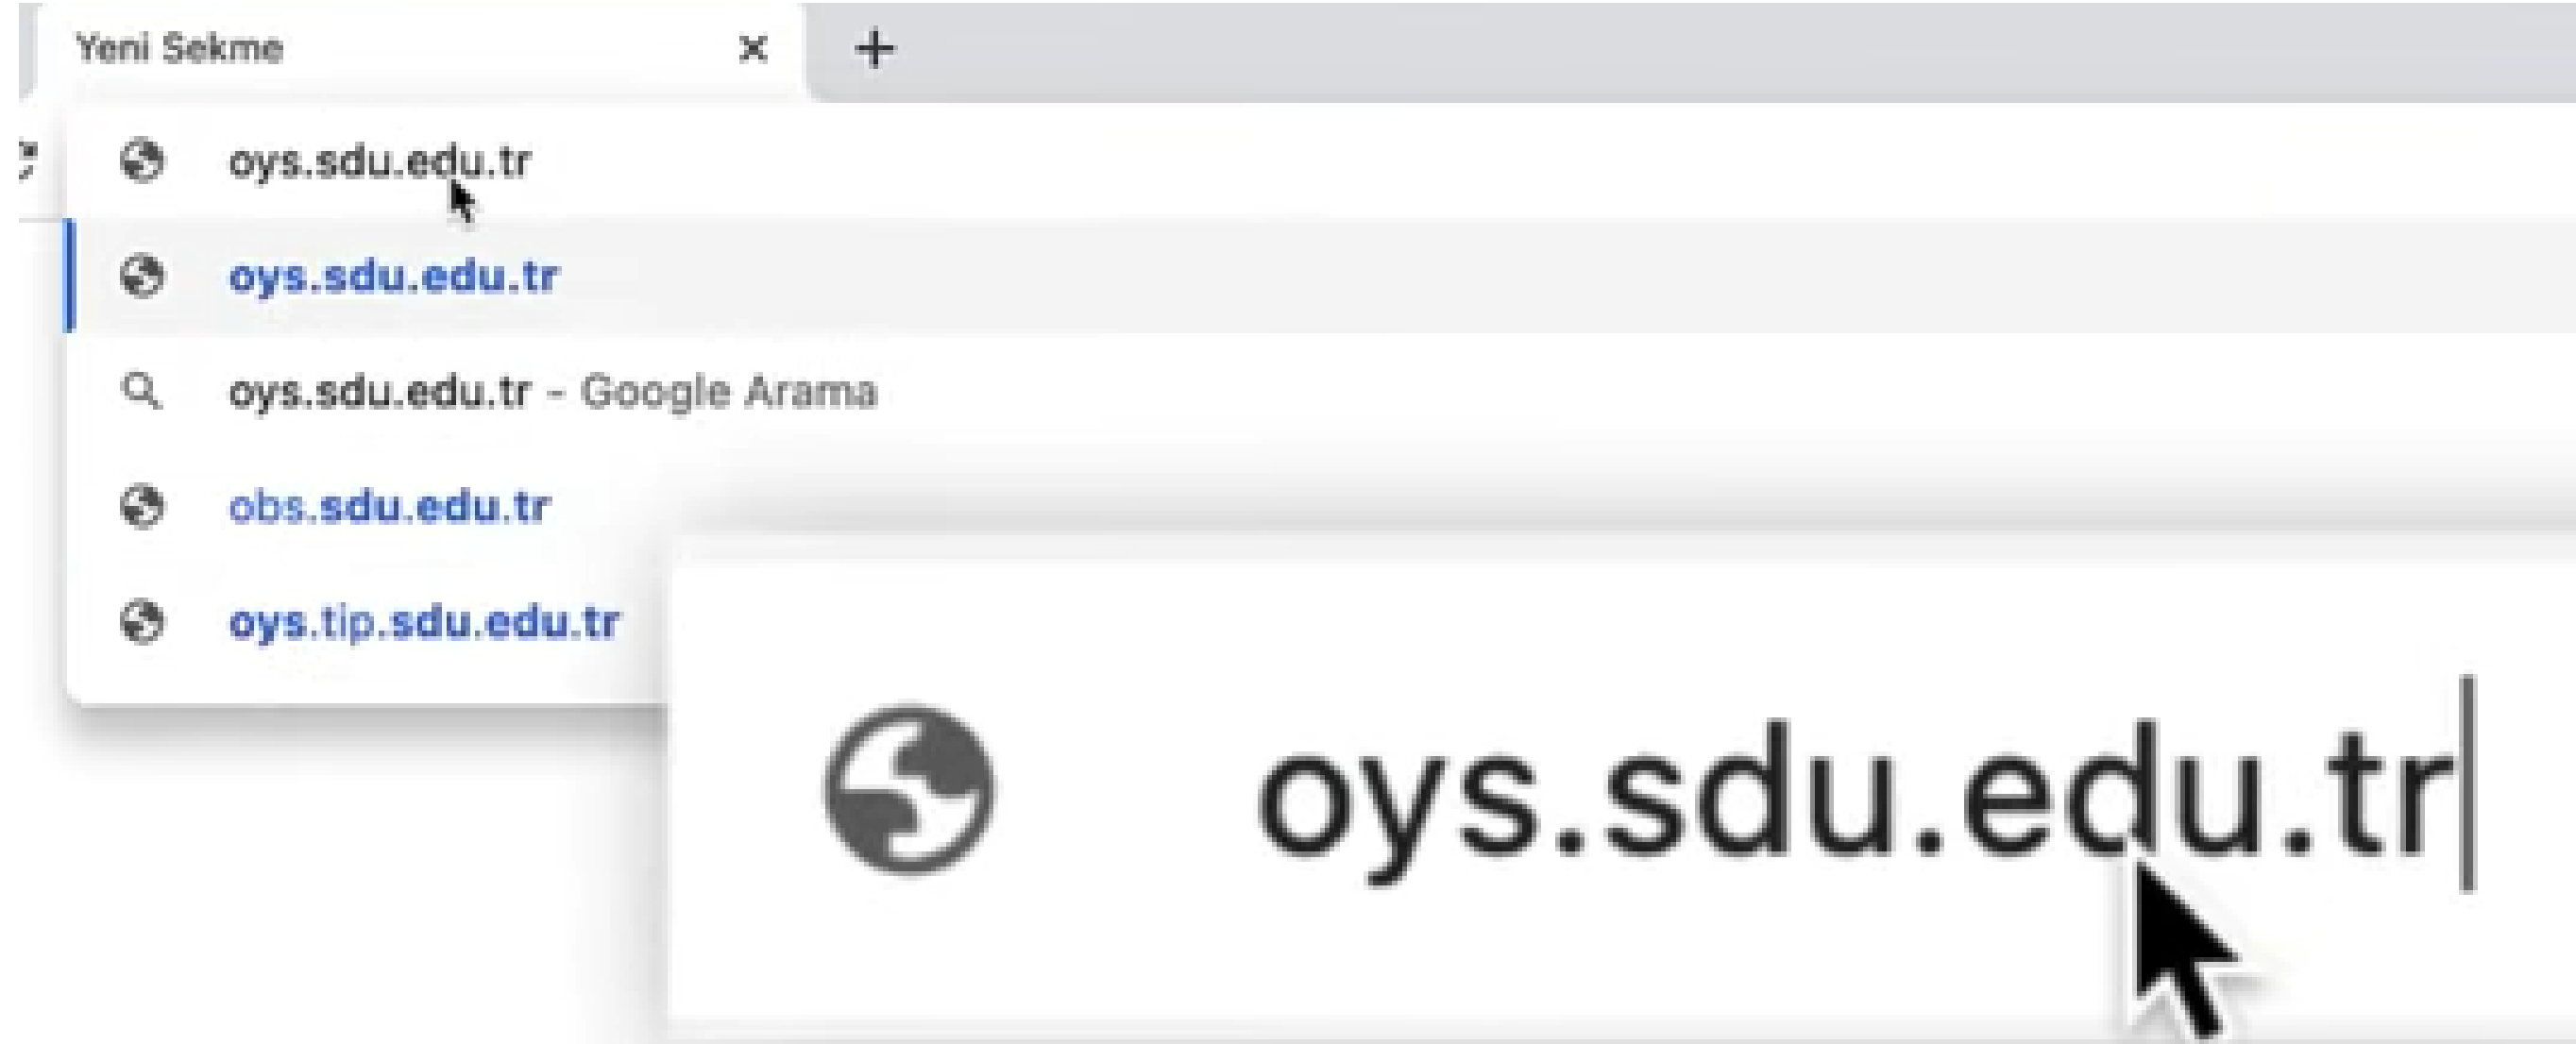 Yeni Sekme
oys.sdu.edu.tr
oys.sdu.edu.tr
oys.sdu.edu.tr - Google Arama
obs.sdu.edu.tr
oys.tip.sdu.edu.tr
oys.sdu.edu.tr